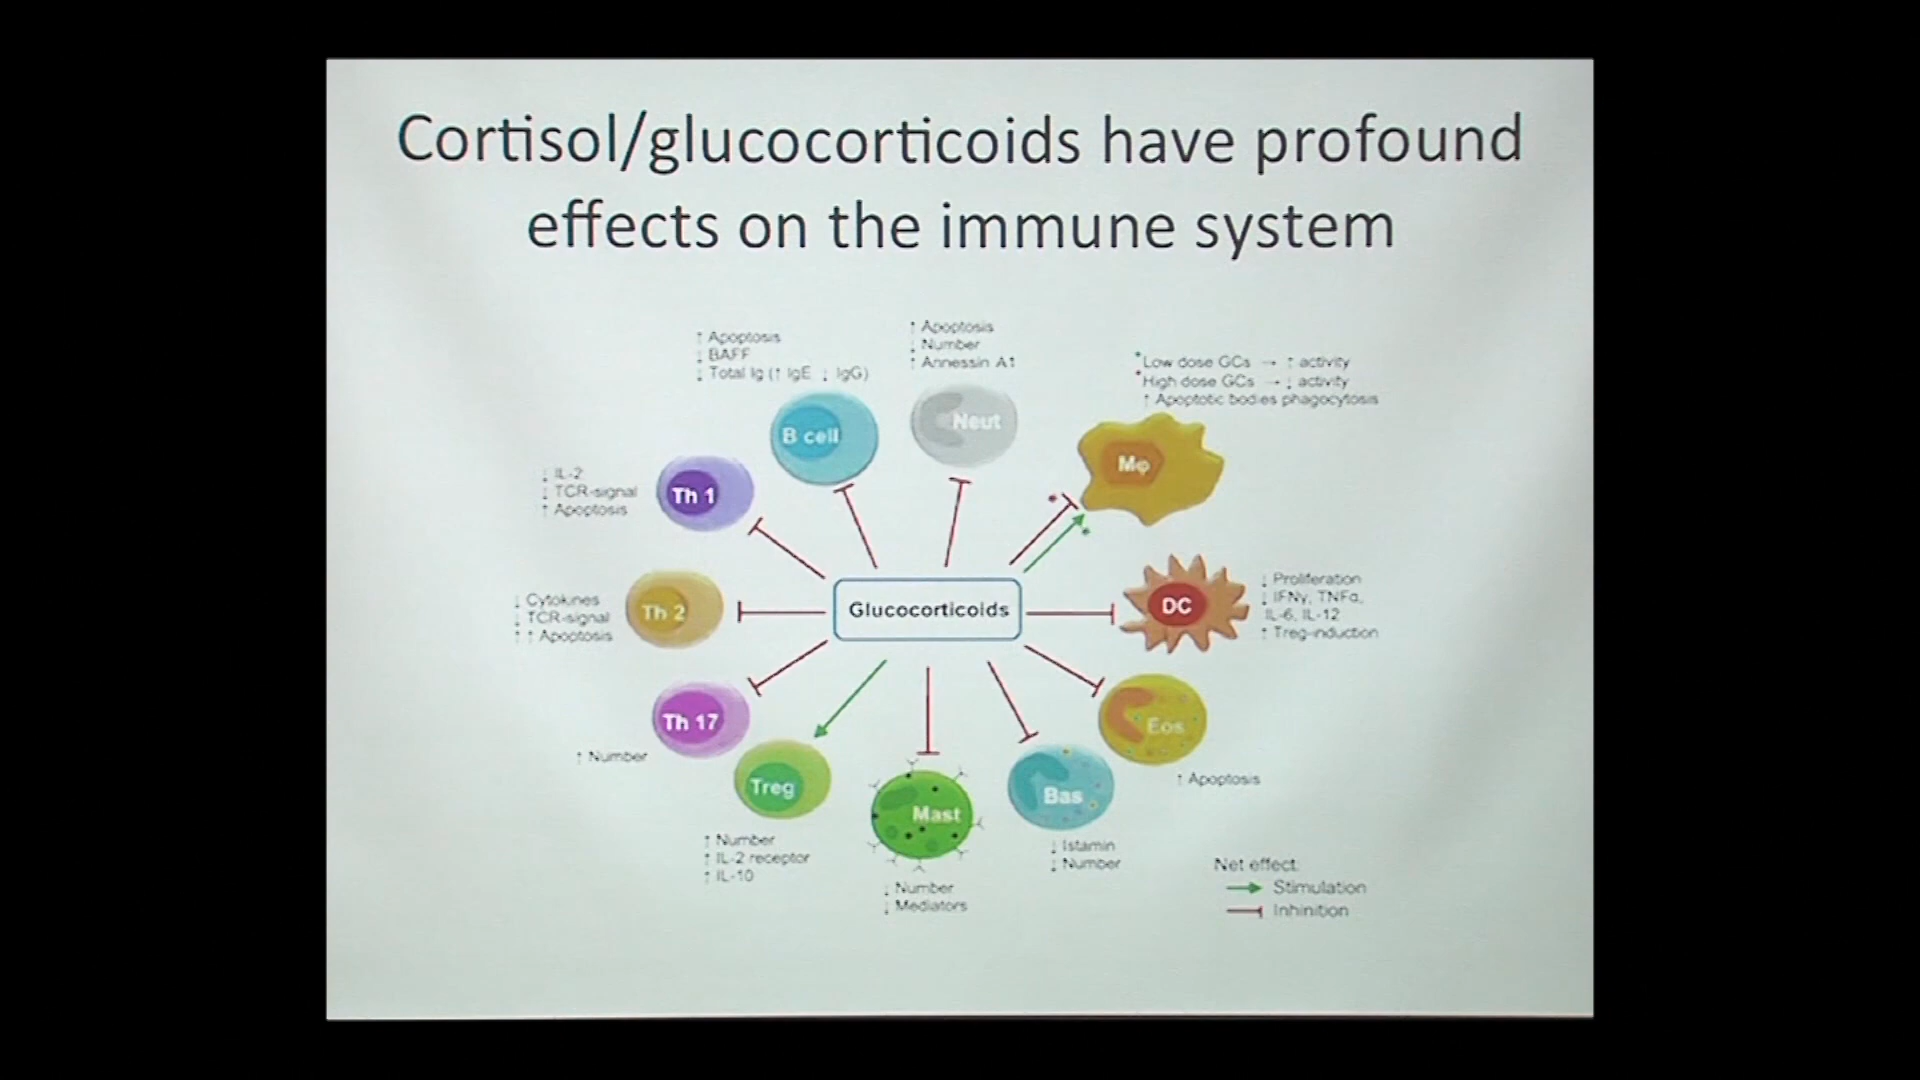 Cortisol/glucocorticoids have profound
effects on the immune system
↑ Apoptosis
↓ BAFF
↓ Total Ig (↑ IgE ↓ IgG)
↑ Apoptosis
↓ Number
↑ Annessin A1
*Low dose GCs → ↑ activity
*High dose GCs → ↓ activity
↑ Apoptotic bodies phagocytosis
B cell
Neut
Mφ
↓ IL-2
↓ TCR-signal
↑ Apoptosis
Th 1
*
*
↓ Cytokines
↓ TCR-signal
↑ ↑ Apoptosis
Th 2
Glucocorticoids
DC
↓ Proliferation
↓ IFNγ, TNFα,
IL-6, IL-12
↑ Treg-induction
Th 17
↑ Number
Eos
↑ Apoptosis
Treg
↑ Number
↑ IL-2 receptor
↑ IL-10
Mast
↓ Number
↓ Mediators
Bas
↓ Istamin
↓ Number
Net effect:
Stimulation
Inhinition